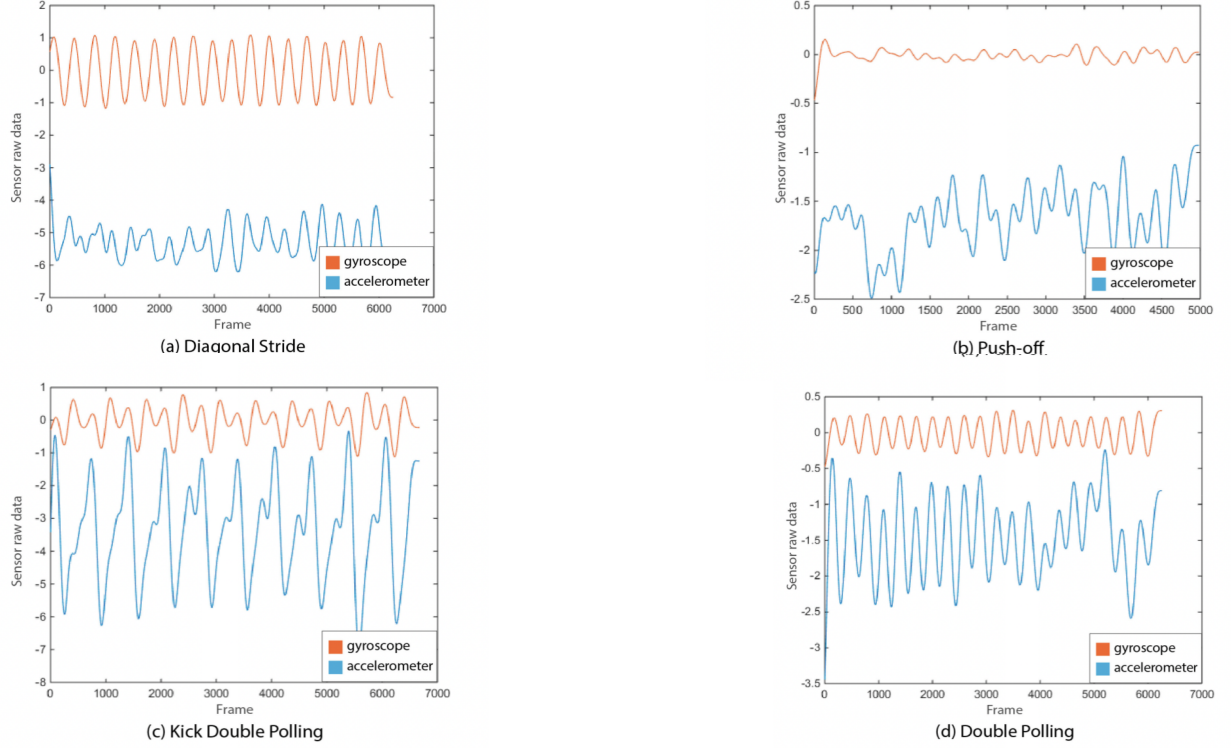 2
1
0
-1
-2
-3
-4
-5
-6
-7
0 1000 2000 3000 4000 5000 6000 7000
Sensor raw data
Frame
gyroscope
accelerometer
(a) Diagonal Stride
0.5
0
-0.5
-1
-1.5
-2
-2.5
0 500 1000 1500 2000 2500 3000 3500 4000 4500 5000
Sensor raw data
Frame
gyroscope
accelerometer
(b) Push-off
1
0
-1
-2
-3
-4
-5
-6
-7
-8
0 1000 2000 3000 4000 5000 6000 7000
Sensor raw data
Frame
gyroscope
accelerometer
(c) Kick Double Polling
0.5
0
-0.5
-1
-1.5
-2
-2.5
-3
-3.5
0 1000 2000 3000 4000 5000 6000 7000
Sensor raw data
Frame
gyroscope
accelerometer
(d) Double Polling